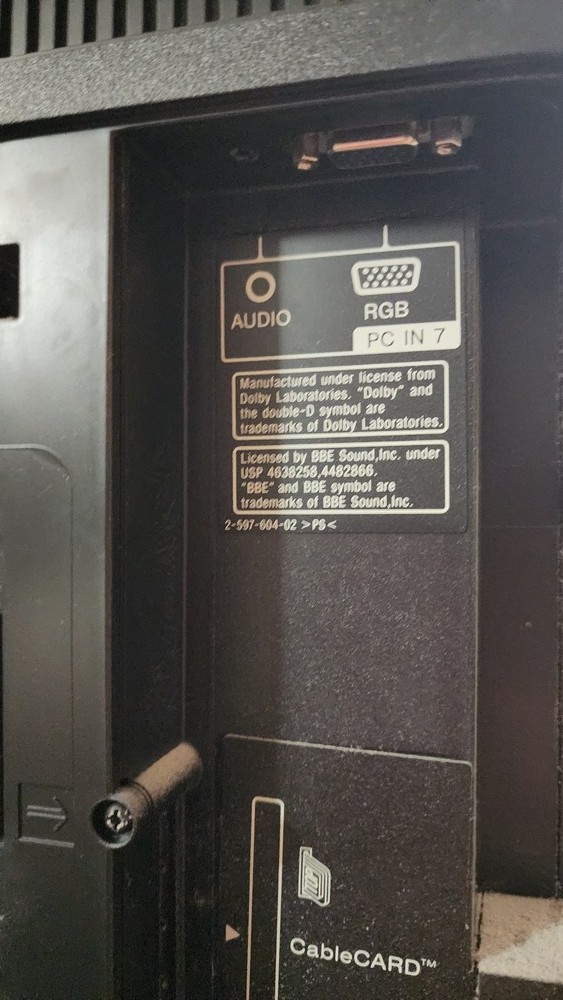 AUDIO
RGB
PC IN 7
Manufactured under license from
Dolby Laboratories. "Dolby" and
the double-D symbol are
trademarks of Dolby Laboratories.
Licensed by BBE Sound,Inc. under
USP 4638258,4482866.
"BBE" and BBE symbol are
trademarks of BBE Sound,Inc.
2-597-604-02 >PS<
CableCARD™